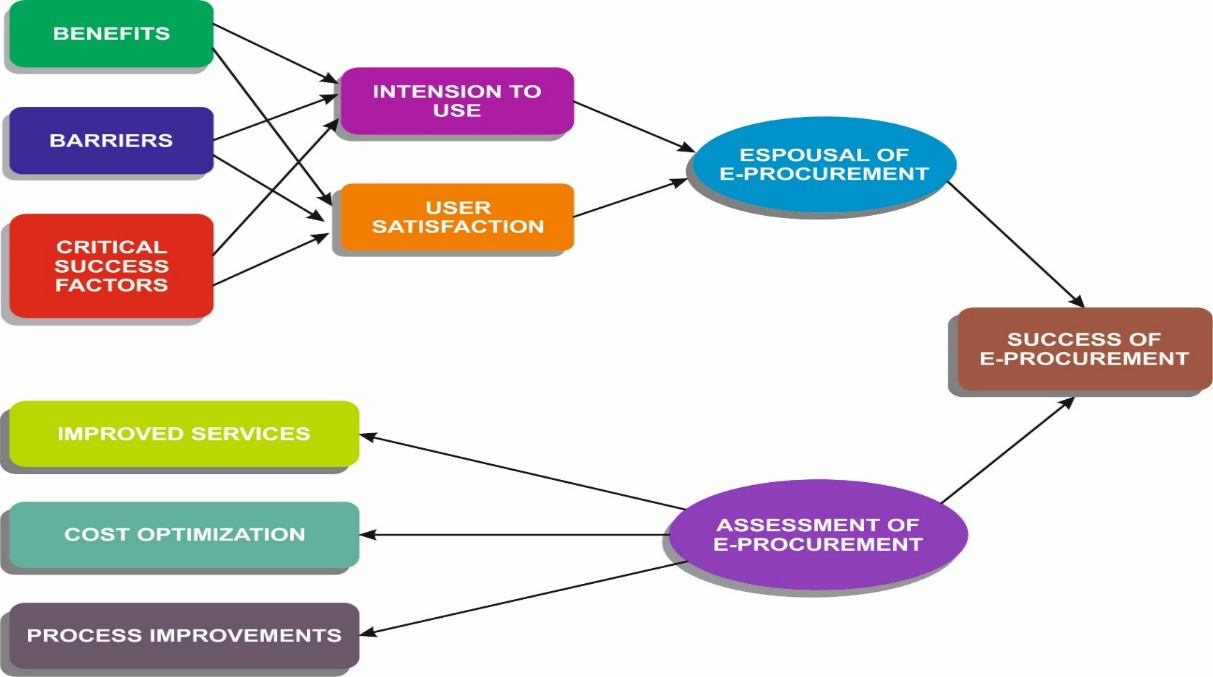 BENEFITS
BARRIERS
CRITICAL
SUCCESS
FACTORS
INTENSION TO
USE
USER
SATISFACTION
ESPOUSAL OF
E-PROCUREMENT
SUCCESS OF
E-PROCUREMENT
IMPROVED SERVICES
COST OPTIMIZATION
PROCESS IMPROVEMENTS
ASSESSMENT OF
E-PROCUREMENT